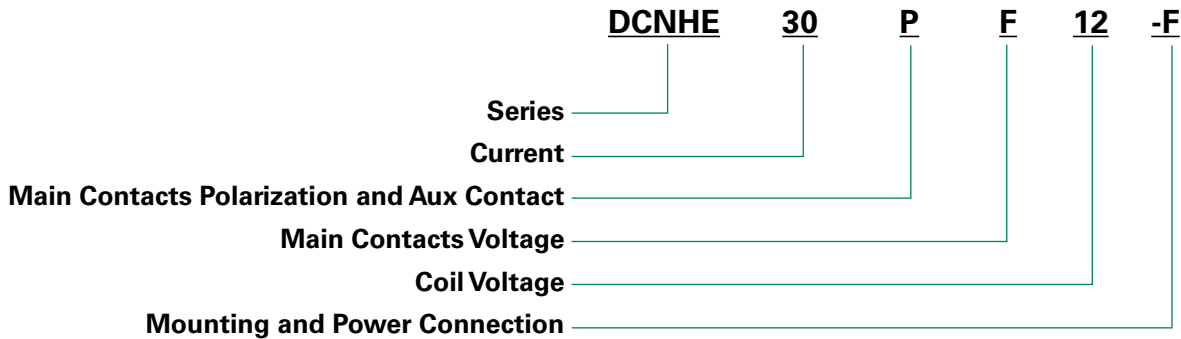 DCNHE 30 P F 12 -F
Series
Current
Main Contacts Polarization and Aux Contact
Main Contacts Voltage
Coil Voltage
Mounting and Power Connection